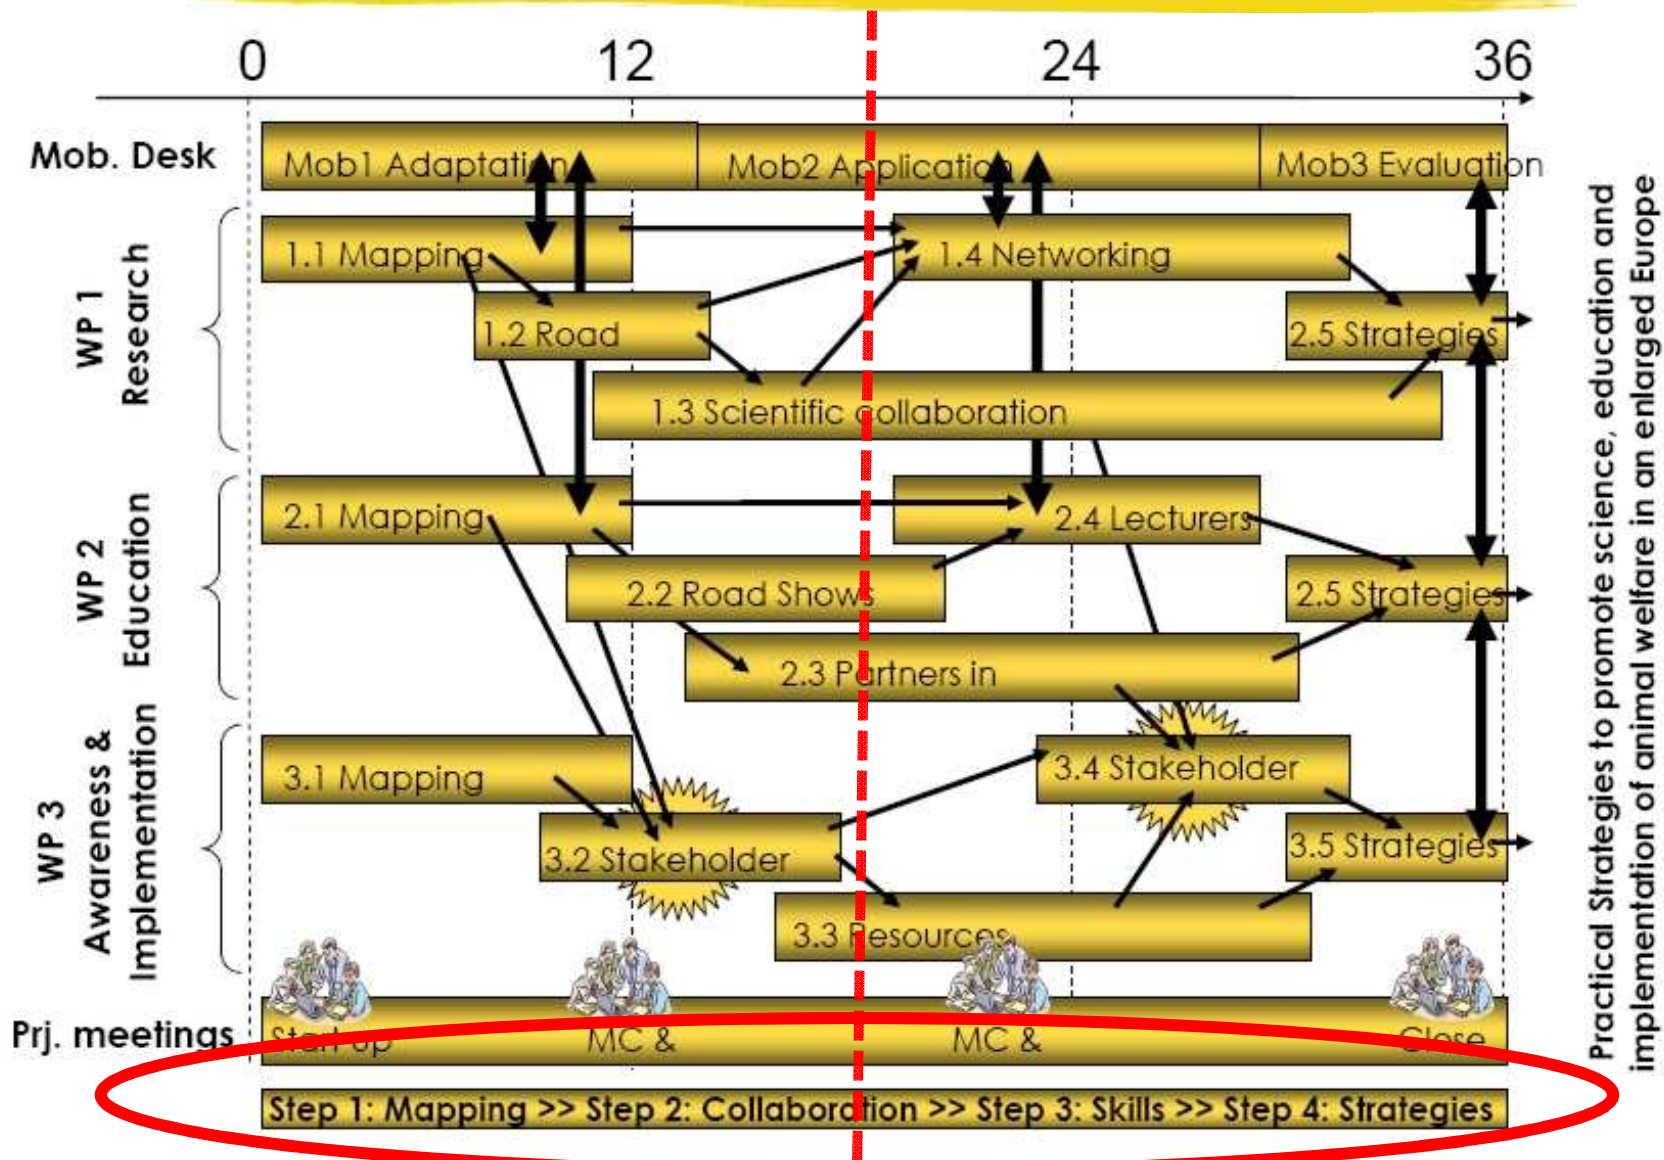 0 12 24 36
Mob. Desk
Mob1 Adaptation
Mob2 Application
Mob3 Evaluation
WP 1
Research
1.1 Mapping
1.4 Networking
1.2 Road
2.5 Strategies
1.3 Scientific collaboration
WP 2
Education
2.1 Mapping
2.4 Lecturers
2.2 Road Shows
2.5 Strategies
2.3 Partners in
WP 3
Awareness &
Implementation
3.1 Mapping
3.4 Stakeholder
3.2 Stakeholder
3.5 Strategies
3.3 Resources
Prj. meetings
Start up
MC &
MC &
Close
Step 1: Mapping >> Step 2: Collaboration >> Step 3: Skills >> Step 4: Strategies
Practical Strategies to promote science, education and
implementation of animal welfare in an enlarged Europe